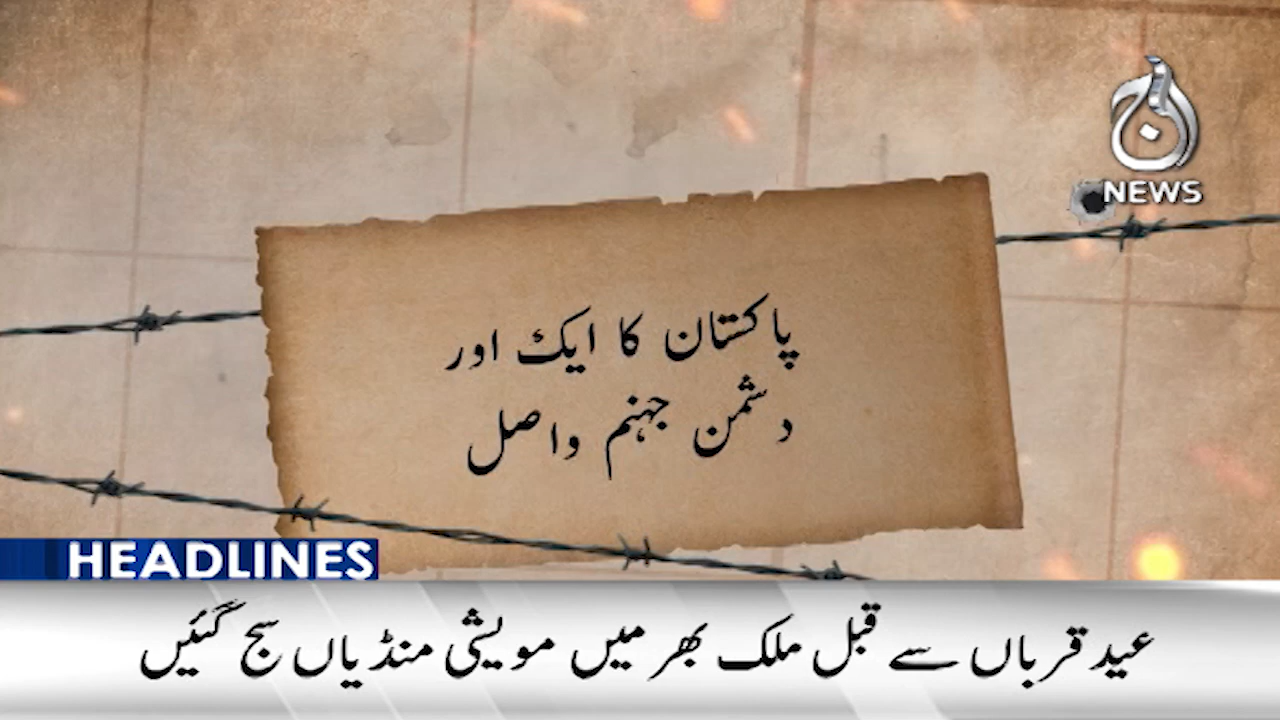 آج
NEWS
پاکستان کا ایک اور
دشمن جہنم واصل
HEADLINES
عید قرباں سے قبل ملک بھر میں مویشی منڈیاں سج گئیں